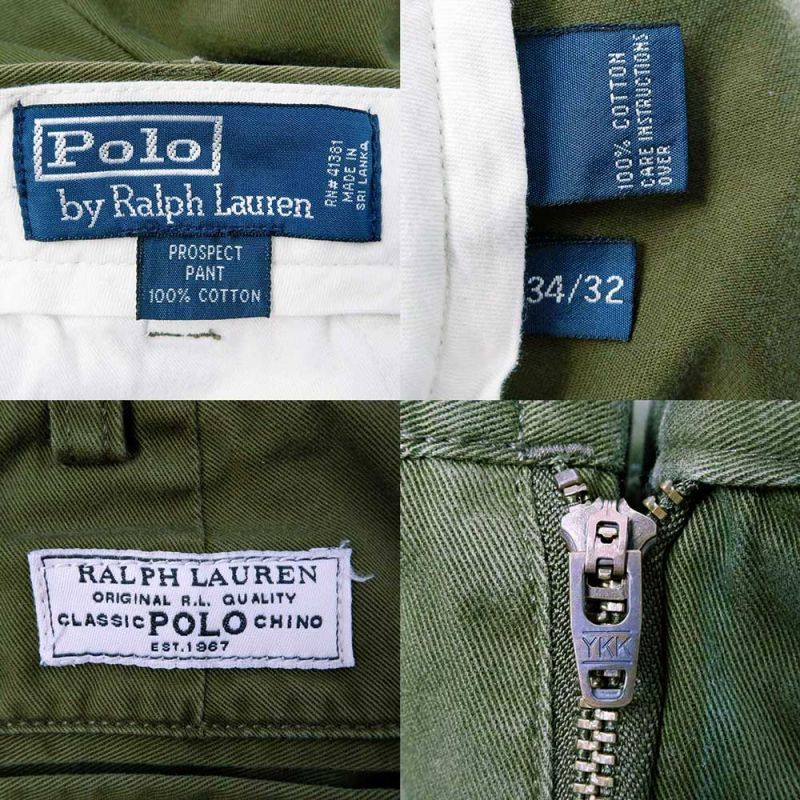 Polo
by Ralph Lauren
RN# 41381
MADE IN
SRI LANKA
PROSPECT
PANT
100% COTTON
100% COTTON
CARE INSTRUCTIONS
OVER
34/32
RALPH LAUREN
ORIGINAL R.L. QUALITY
CLASSIC POLO CHINO
EST. 1967
YKK